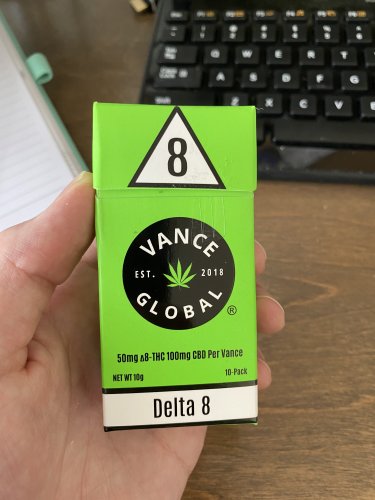 8
VANCE
EST. 2018
GLOBAL®
50mg Δ8-THC 100mg CBD Per Vance
NET WT 10g 10-Pack
Delta 8
Q W E R
A S D F G
Z X C V